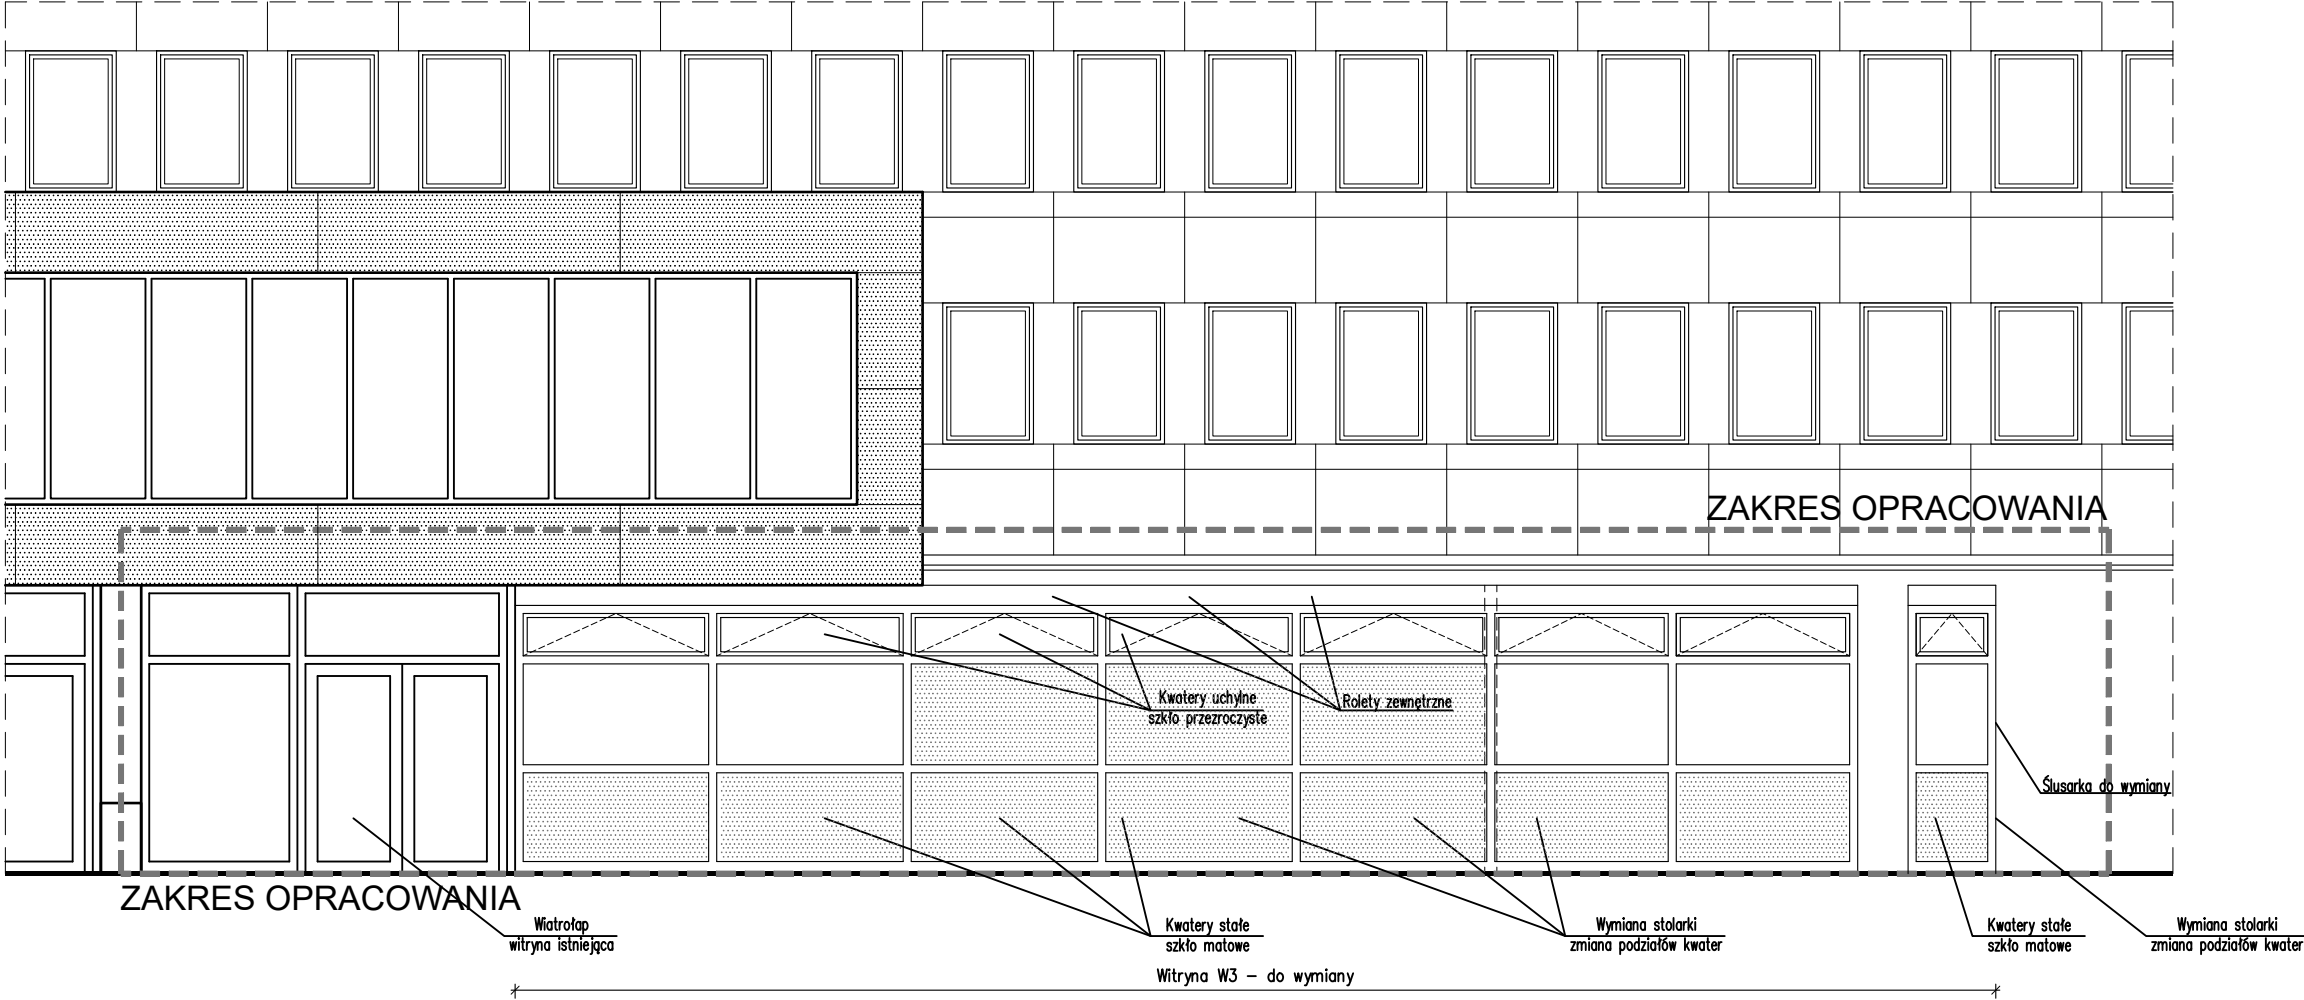 ZAKRES OPRACOWANIA
Kwatery uchylne
szkło przezroczyste
Rolety zewnętrzne
Ślusarka do wymiany
ZAKRES OPRACOWANIA
Wiatrołap
witryna istniejąca
Kwatery stałe
szkło matowe
Wymiana stolarki
zmiana podziałów kwater
Kwatery stałe
szkło matowe
Wymiana stolarki
zmiana podziałów kwater
Witryna W3 – do wymiany